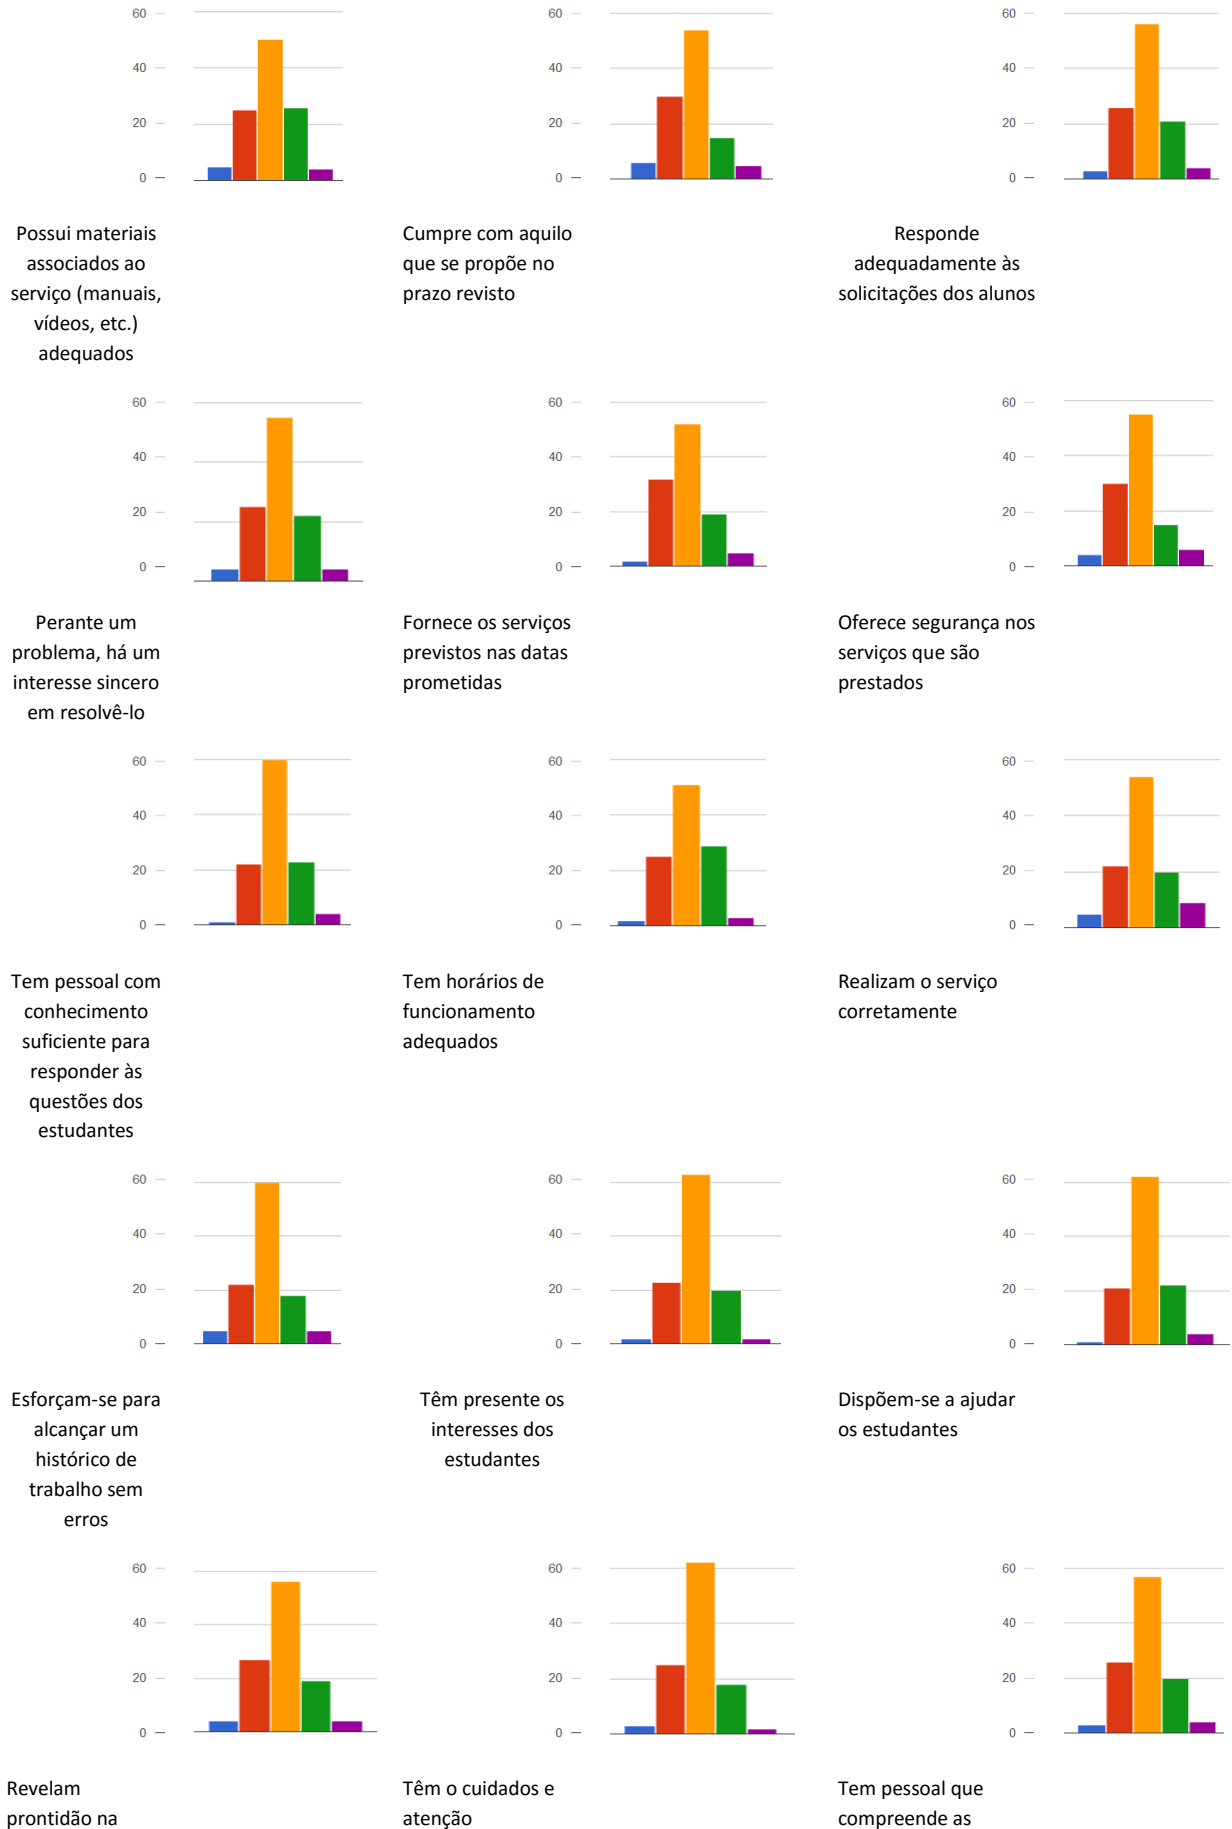 60
40
20
0
60
40
20
0
60
40
20
0
Possui materiais
associados ao
serviço (manuais,
vídeos, etc.)
adequados
Cumpre com aquilo
que se propõe no
prazo revisto
Responde
adequadamente às
solicitações dos alunos
60
40
20
0
60
40
20
0
60
40
20
0
Perante um
problema, há um
interesse sincero
em resolvê-lo
Fornece os serviços
previstos nas datas
prometidas
Oferece segurança nos
serviços que são
prestados
60
40
20
0
60
40
20
0
60
40
20
0
Tem pessoal com
conhecimento
suficiente para
responder às
questões dos
estudantes
Tem horários de
funcionamento
adequados
Realizam o serviço
corretamente
60
40
20
0
60
40
20
0
60
40
20
0
Esforçam-se para
alcançar um
histórico de
trabalho sem
erros
Têm presente os
interesses dos
estudantes
Dispõem-se a ajudar
os estudantes
60
40
20
0
60
40
20
0
60
40
20
0
Revelam
prontidão na
Têm o cuidados e
atenção
Tem pessoal que
compreende as